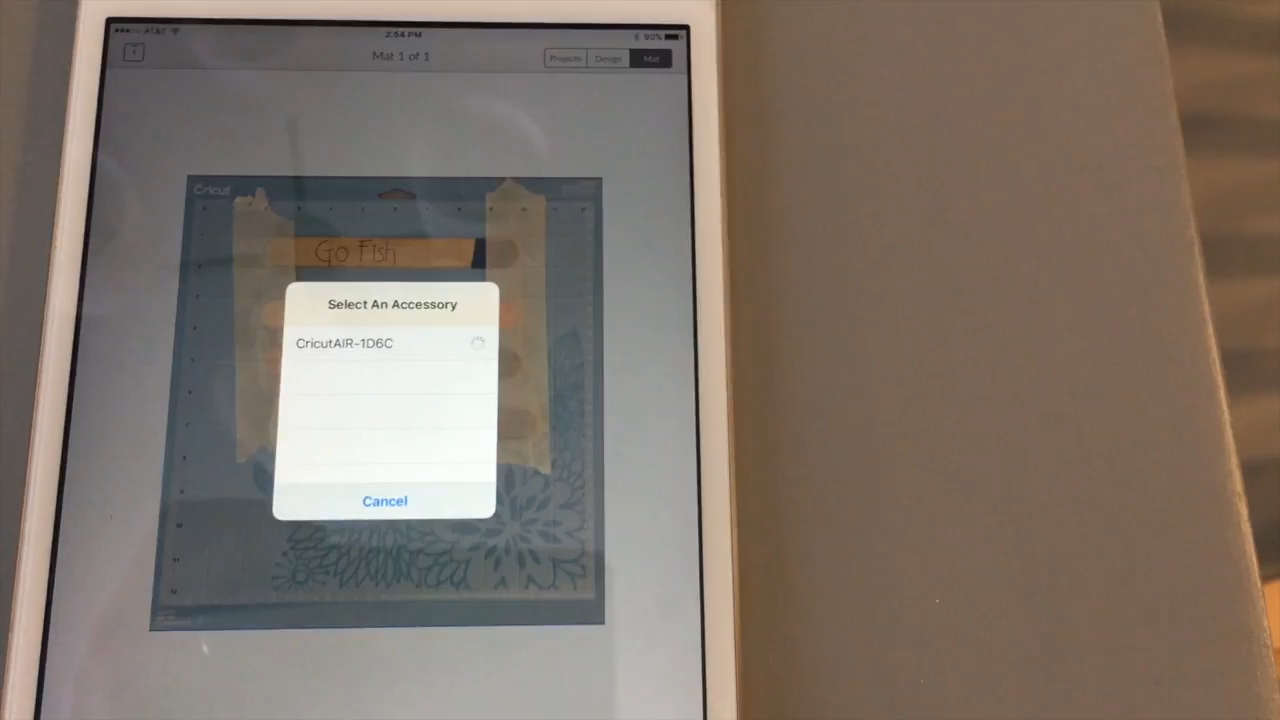 AT&T 2:54 PM 90%
1 Mat 1 of 1 Projects Design Mat
Cricut
Go Fish
Select An Accessory
CricutAIR-1D6C
Cancel